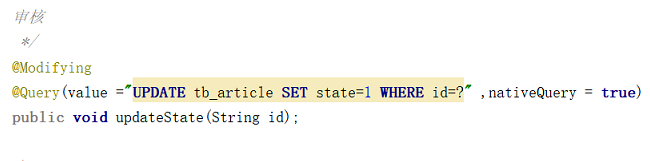 审核
*/
@Modifying
@Query(value ="UPDATE tb_article SET state=1 WHERE id=?" ,nativeQuery = true)
public void updateState(String id);